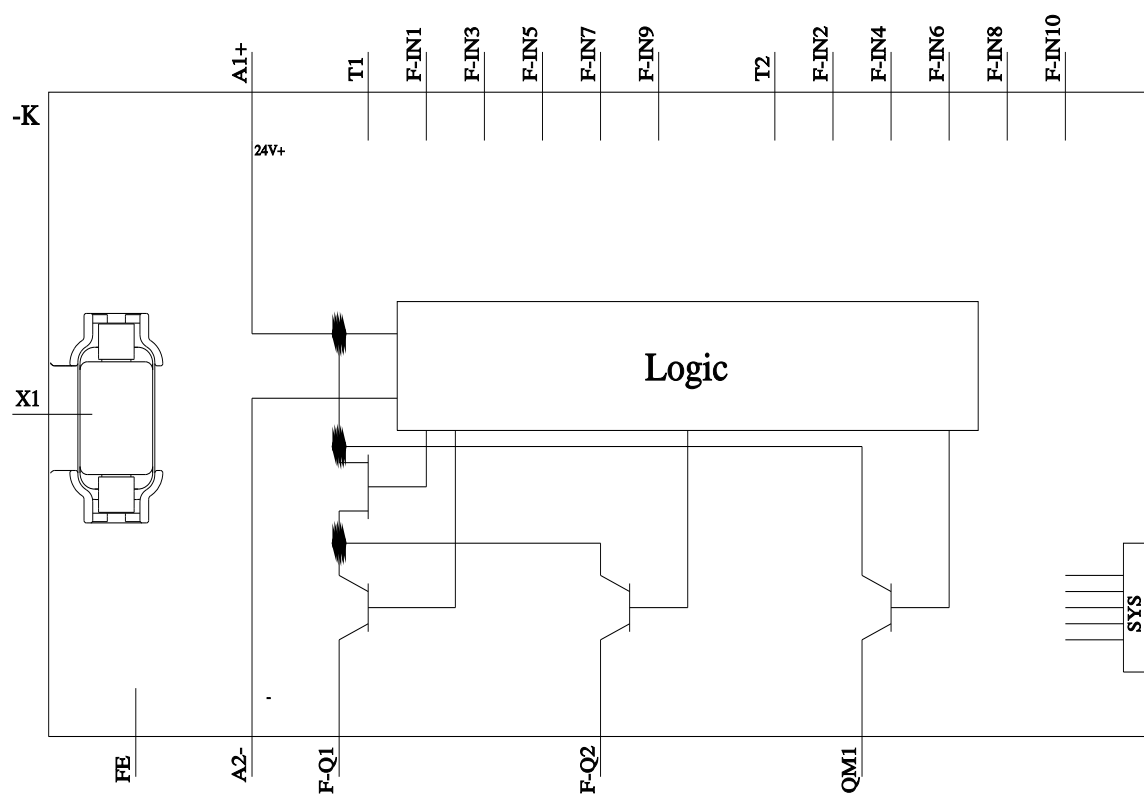 A1+
T1
F-IN1
F-IN3
F-IN5
F-IN7
F-IN9
T2
F-IN2
F-IN4
F-IN6
F-IN8
F-IN10
-K
24V+
Logic
X1
SYS
-
FE
A2-
F-Q1
F-Q2
QM1